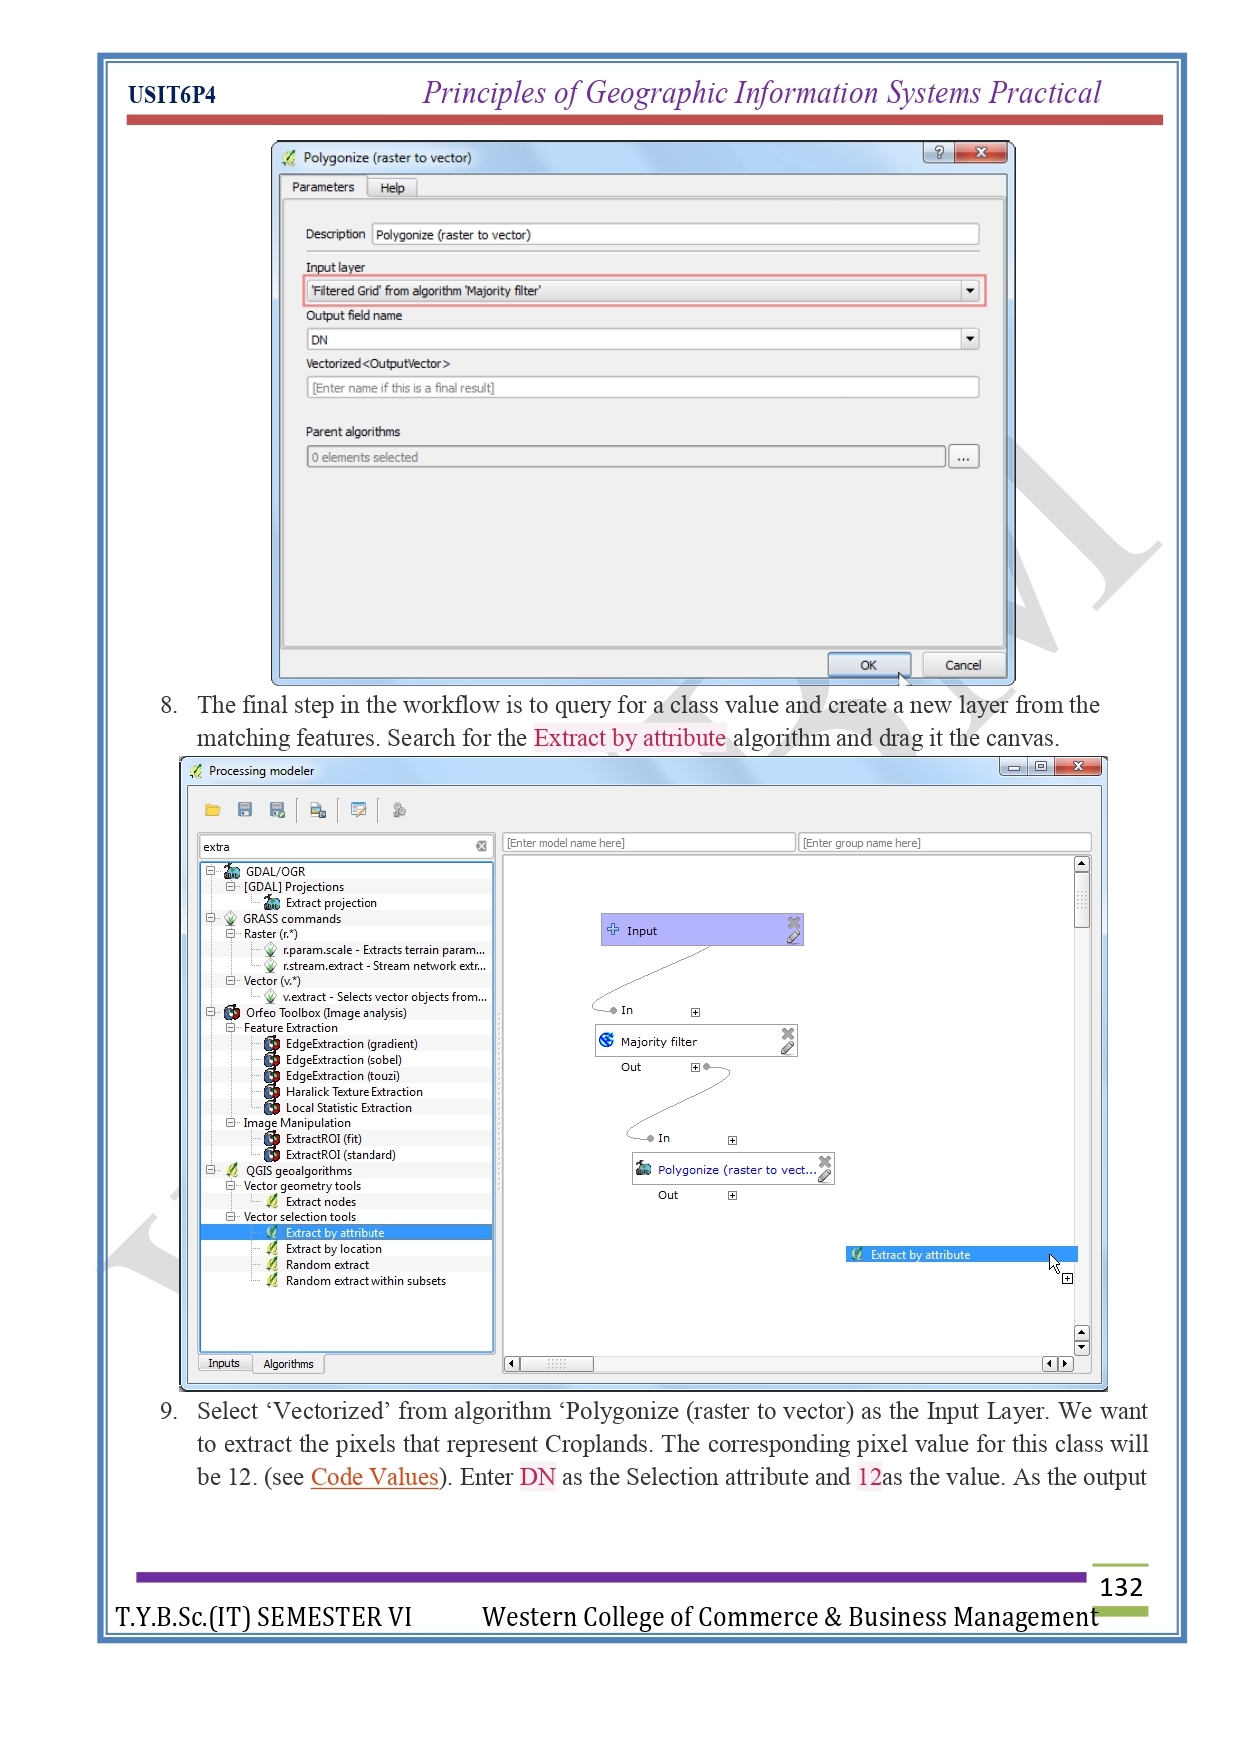 USIT6P4 Principles of Geographic Information Systems Practical
Polygonize (raster to vector)
Parameters Help
Description Polygonize (raster to vector)
Input layer
'Filtered Grid' from algorithm 'Majority filter'
Output field name
DN
Vectorized<OutputVector>
[Enter name if this is a final result]
Parent algorithms
0 elements selected ...
OK Cancel
8. The final step in the workflow is to query for a class value and create a new layer from the
matching features. Search for the Extract by attribute algorithm and drag it the canvas.
Processing modeler
extra
[Enter model name here] [Enter group name here]
GDAL/OGR
[GDAL] Projections
Extract projection
GRASS commands
Raster (r.*)
r.param.scale - Extracts terrain param...
r.stream.extract - Stream network extr...
Vector (v.*)
v.extract - Selects vector objects from...
Orfeo Toolbox (Image analysis)
Feature Extraction
EdgeExtraction (gradient)
EdgeExtraction (sobel)
EdgeExtraction (touzi)
Haralick Texture Extraction
Local Statistic Extraction
Image Manipulation
ExtractROI (fit)
ExtractROI (standard)
QGIS geoalgorithms
Vector geometry tools
Extract nodes
Vector selection tools
Extract by attribute
Extract by location
Random extract
Random extract within subsets
Inputs Algorithms
Input
In
Majority filter
Out
In
Polygonize (raster to vect...
Out
Extract by attribute
9. Select ‘Vectorized’ from algorithm ‘Polygonize (raster to vector) as the Input Layer. We want
to extract the pixels that represent Croplands. The corresponding pixel value for this class will
be 12. (see Code Values). Enter DN as the Selection attribute and 12as the value. As the output
132
T.Y.B.Sc.(IT) SEMESTER VI Western College of Commerce & Business Management